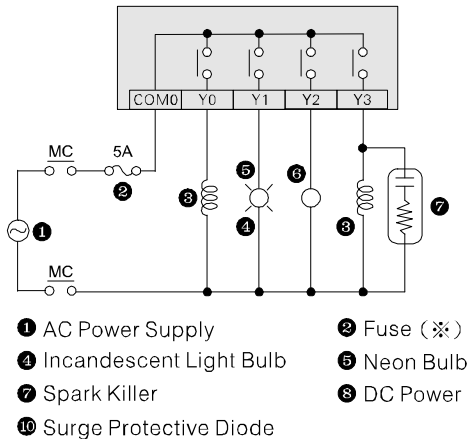 COM0 Y0 Y1 Y2 Y3
MC 5A
❷ ❸ ❺ ❻ ❸ ❼
❶ ❹
MC
❶ AC Power Supply ❷ Fuse (※)
❹ Incandescent Light Bulb ❺ Neon Bulb
❼ Spark Killer ❽ DC Power
❿ Surge Protective Diode